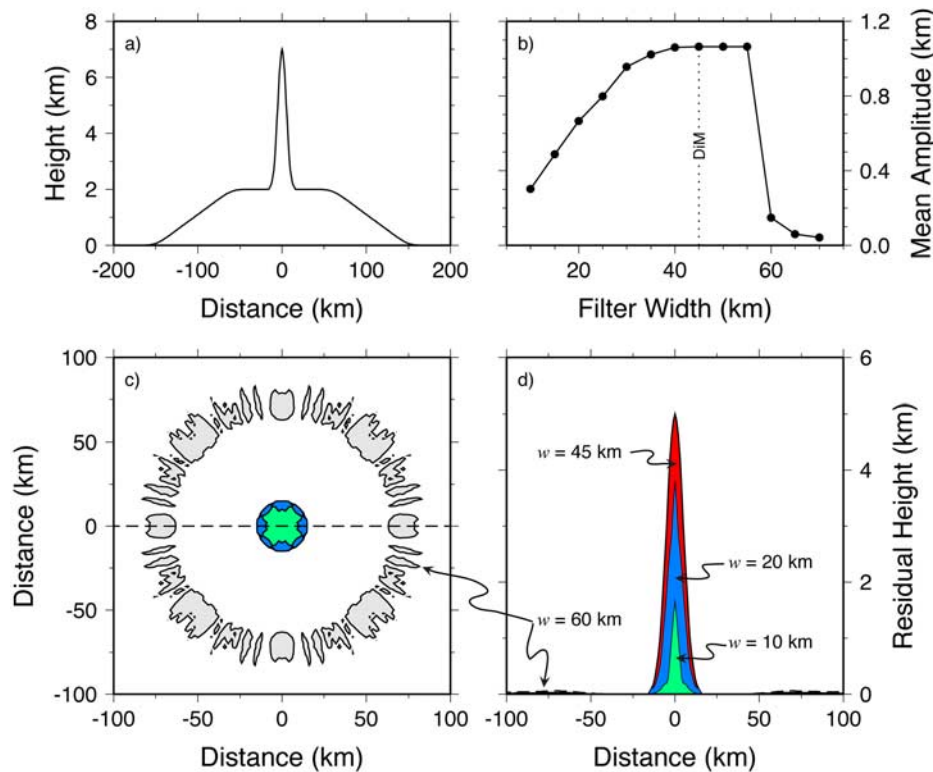 a)
8
6
4
2
0
Height (km)
-200
-100
0
100
200
Distance (km)
b)
DiM
1.2
0.8
0.4
0.0
Mean Amplitude (km)
20
40
60
Filter Width (km)
c)
100
50
0
-50
-100
Distance (km)
-100
-50
0
50
100
Distance (km)
w = 60 km
d)
w = 45 km
w = 20 km
w = 10 km
6
4
2
0
Residual Height (km)
-100
-50
0
50
100
Distance (km)